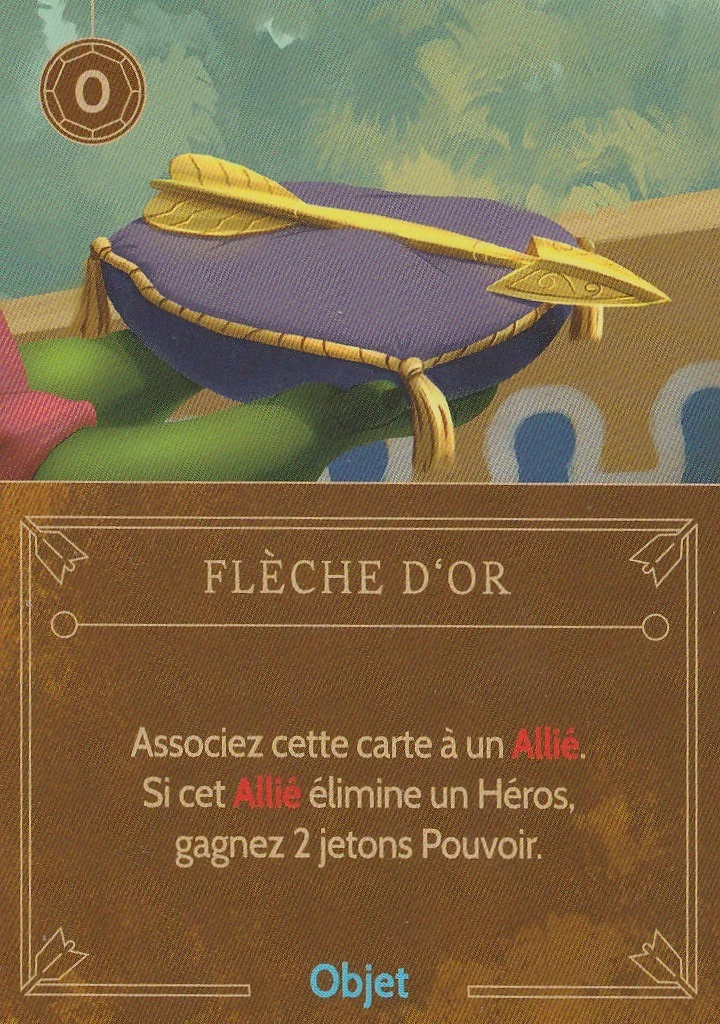 0
FLÈCHE D‘OR
Associez cette carte à un Allié.
Si cet Allié élimine un Héros,
gagnez 2 jetons Pouvoir.
Objet